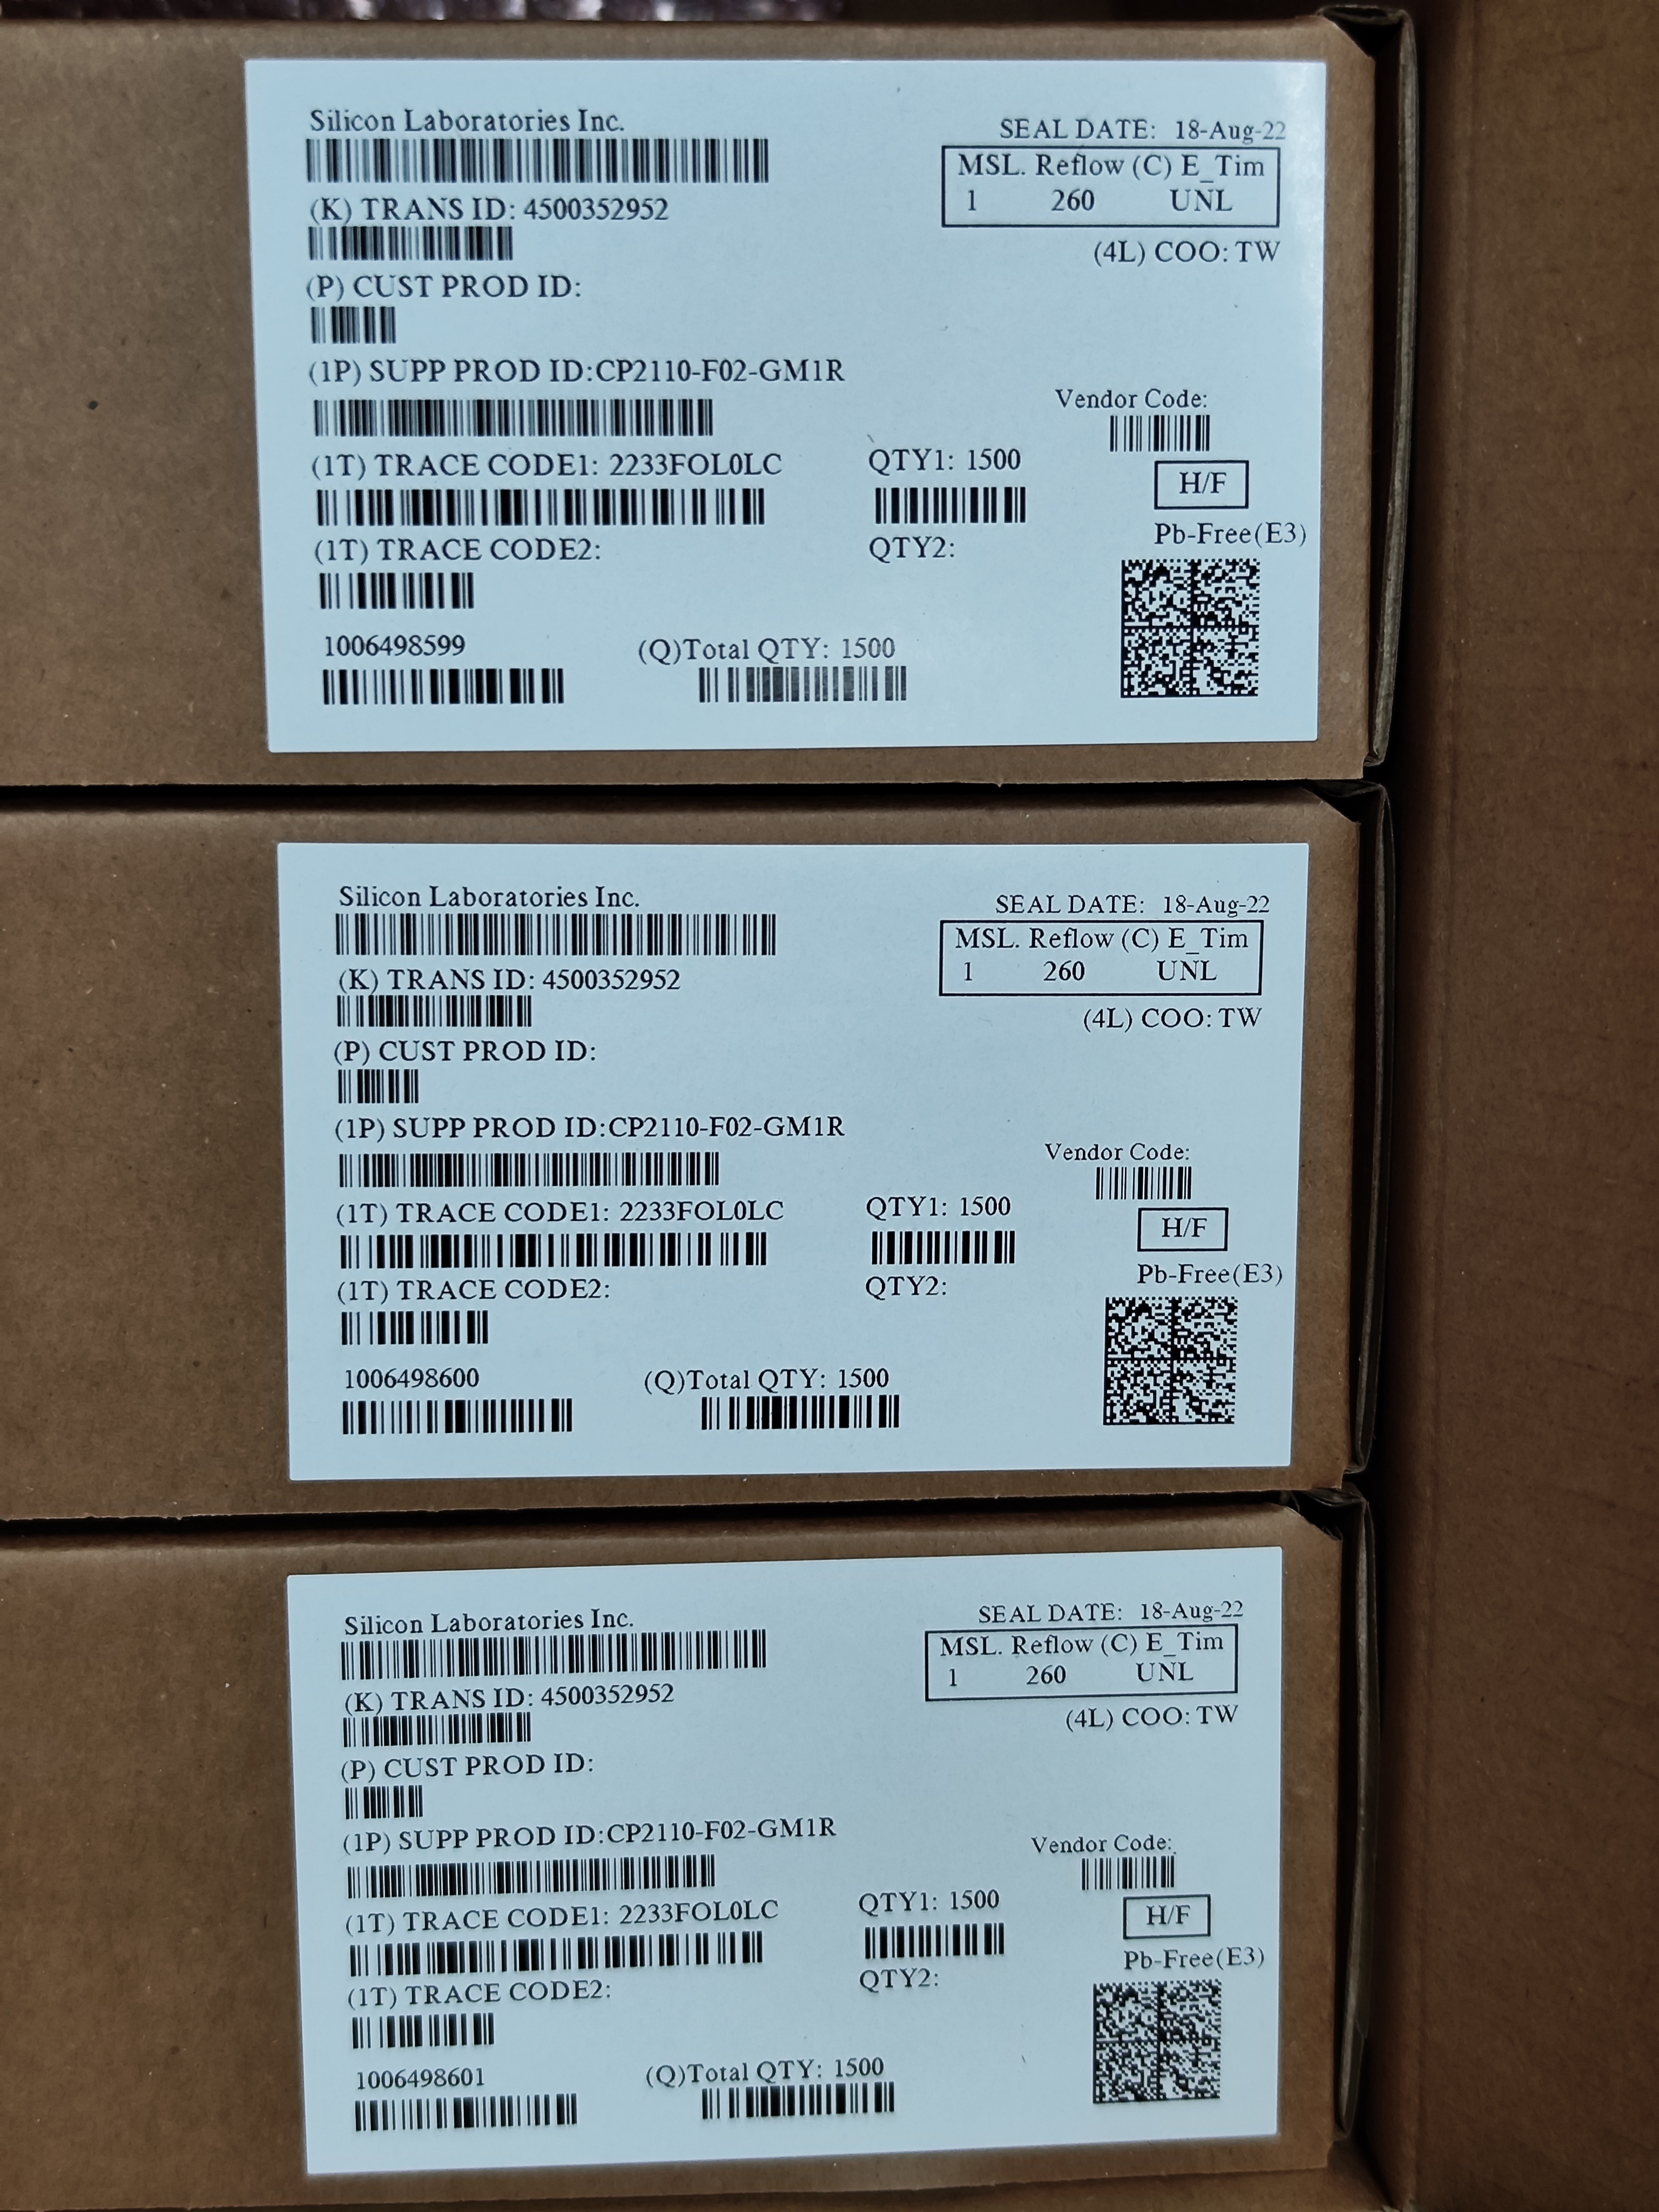 Silicon Laboratories Inc.
SEAL DATE: 18-Aug-22
MSL. Reflow (C) E_Tim
1 260 UNL
(K) TRANS ID: 4500352952
(4L) COO: TW
(P) CUST PROD ID:
(1P) SUPP PROD ID:CP2110-F02-GM1R
Vendor Code:
(1T) TRACE CODE1: 2233FOL0LC
QTY1: 1500
H/F
Pb-Free(E3)
(1T) TRACE CODE2:
QTY2:
1006498599
(Q)Total QTY: 1500
Silicon Laboratories Inc.
SEAL DATE: 18-Aug-22
MSL. Reflow (C) E_Tim
1 260 UNL
(K) TRANS ID: 4500352952
(4L) COO: TW
(P) CUST PROD ID:
(1P) SUPP PROD ID:CP2110-F02-GM1R
Vendor Code:
(1T) TRACE CODE1: 2233FOL0LC
QTY1: 1500
H/F
Pb-Free(E3)
(1T) TRACE CODE2:
QTY2:
1006498600
(Q)Total QTY: 1500
Silicon Laboratories Inc.
SEAL DATE: 18-Aug-22
MSL. Reflow (C) E_Tim
1 260 UNL
(K) TRANS ID: 4500352952
(4L) COO: TW
(P) CUST PROD ID:
(1P) SUPP PROD ID:CP2110-F02-GM1R
Vendor Code:
(1T) TRACE CODE1: 2233FOL0LC
QTY1: 1500
H/F
Pb-Free(E3)
(1T) TRACE CODE2:
QTY2:
1006498601
(Q)Total QTY: 1500